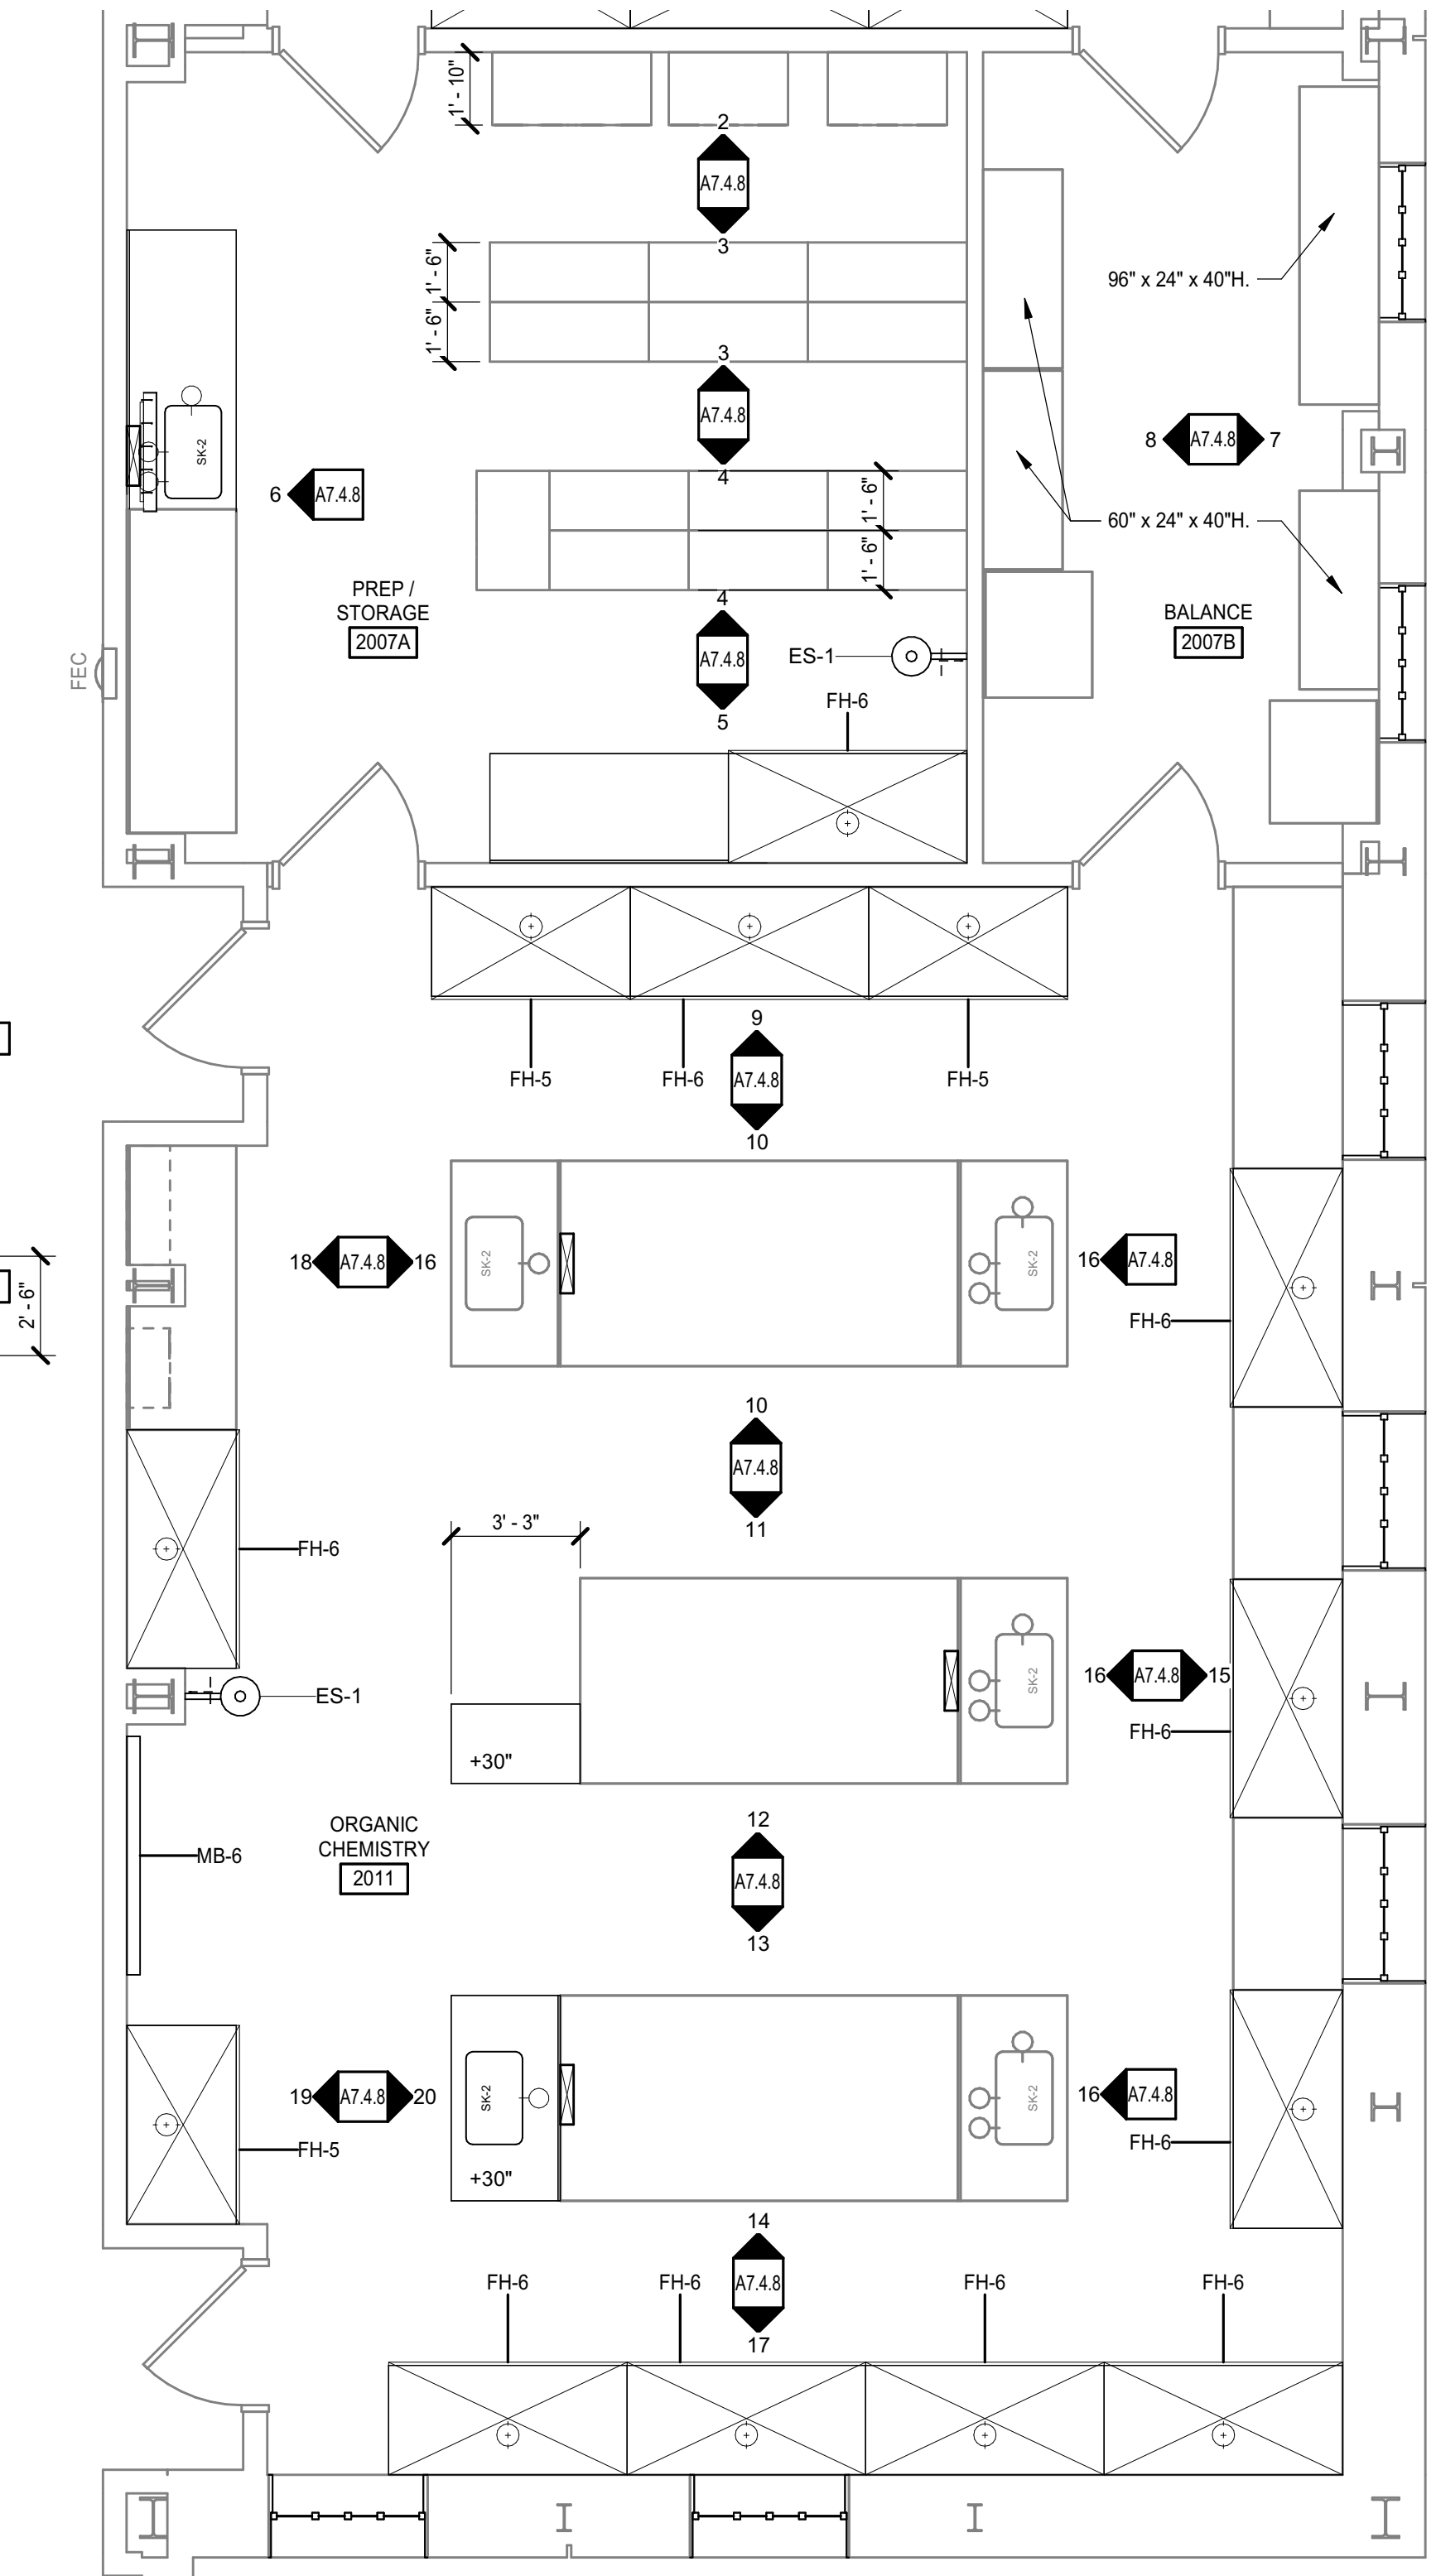 1' - 10"
2
A7.4.8
3
1' - 6"
1' - 6"
96" x 24" x 40"H.
3
A7.4.8
4
8
A7.4.8
7
SK-2
6
A7.4.8
1' - 6"
1' - 6"
60" x 24" x 40"H.
PREP /
STORAGE
2007A
4
A7.4.8
5
BALANCE
2007B
ES-1
FEC
FH-6
9
A7.4.8
10
FH-5
FH-6
FH-5
18
A7.4.8
16
SK-2
SK-2
16
A7.4.8
2' - 6"
FH-6
10
A7.4.8
11
3' - 3"
FH-6
SK-2
16
A7.4.8
15
ES-1
FH-6
+30"
ORGANIC
CHEMISTRY
2011
MB-6
12
A7.4.8
13
19
A7.4.8
20
SK-2
SK-2
16
A7.4.8
FH-5
FH-6
+30"
14
A7.4.8
17
FH-6
FH-6
FH-6
FH-6